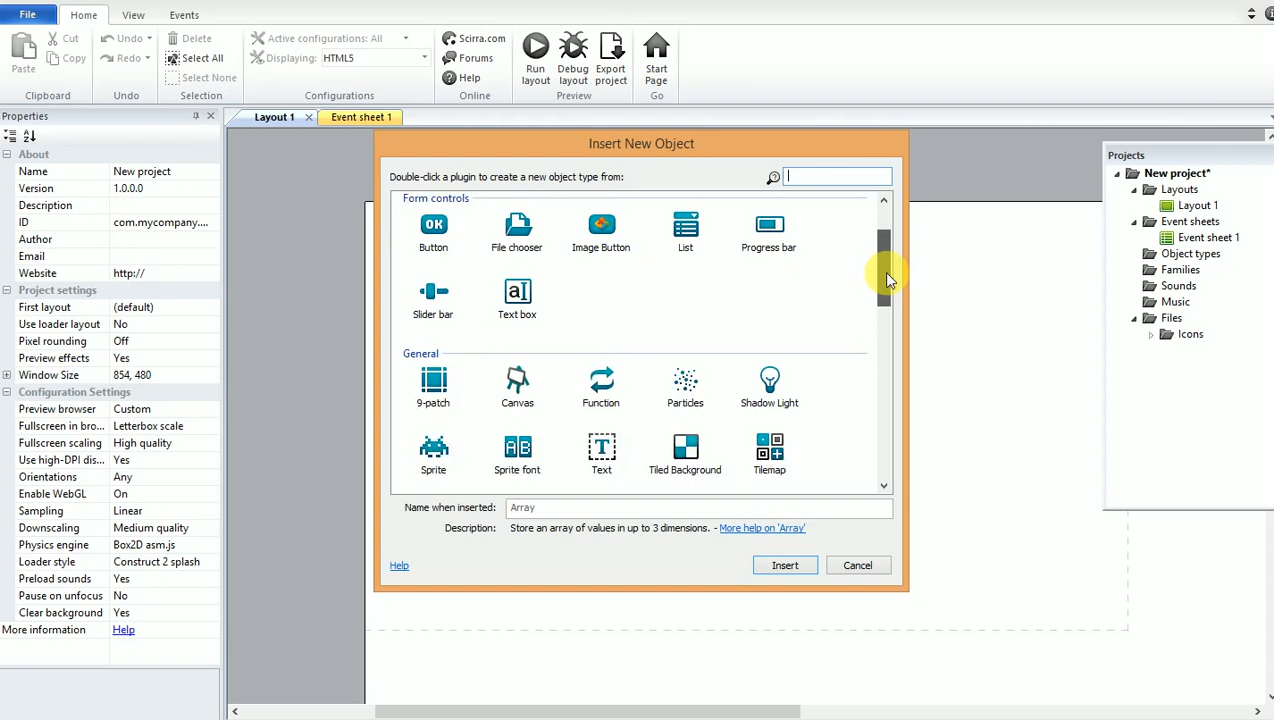 File Home View Events
Paste Cut Copy Clipboard
Undo Redo Undo
Delete Select All Select None Selection
Active configurations: All
Displaying: HTML5
Configurations
Scirra.com Forums Help Online
Run layout Debug layout Export project Preview
Start Page Go
Properties
Layout 1 Event sheet 1
About
Name New project
Version 1.0.0.0
Description
ID com.mycompany....
Author
Email
Website http://
Project settings
First layout (default)
Use loader layout No
Pixel rounding Off
Preview effects Yes
Window Size 854, 480
Configuration Settings
Preview browser Custom
Fullscreen in bro... Letterbox scale
Fullscreen scaling High quality
Use high-DPI dis... Yes
Orientations Any
Enable WebGL On
Sampling Linear
Downscaling Medium quality
Physics engine Box2D asm.js
Loader style Construct 2 splash
Preload sounds Yes
Pause on unfocus No
Clear background Yes
More information Help
Insert New Object
Double-click a plugin to create a new object type from:
Form controls
OK
Button File chooser Image Button List Progress bar
aI
Slider bar Text box
General
9-patch Canvas Function Particles Shadow Light
AB T
Sprite Sprite font Text Tiled Background Tilemap
Name when inserted: Array
Description: Store an array of values in up to 3 dimensions. - More help on 'Array'
Help Insert Cancel
Projects
New project*
Layouts
Layout 1
Event sheets
Event sheet 1
Object types
Families
Sounds
Music
Files
Icons